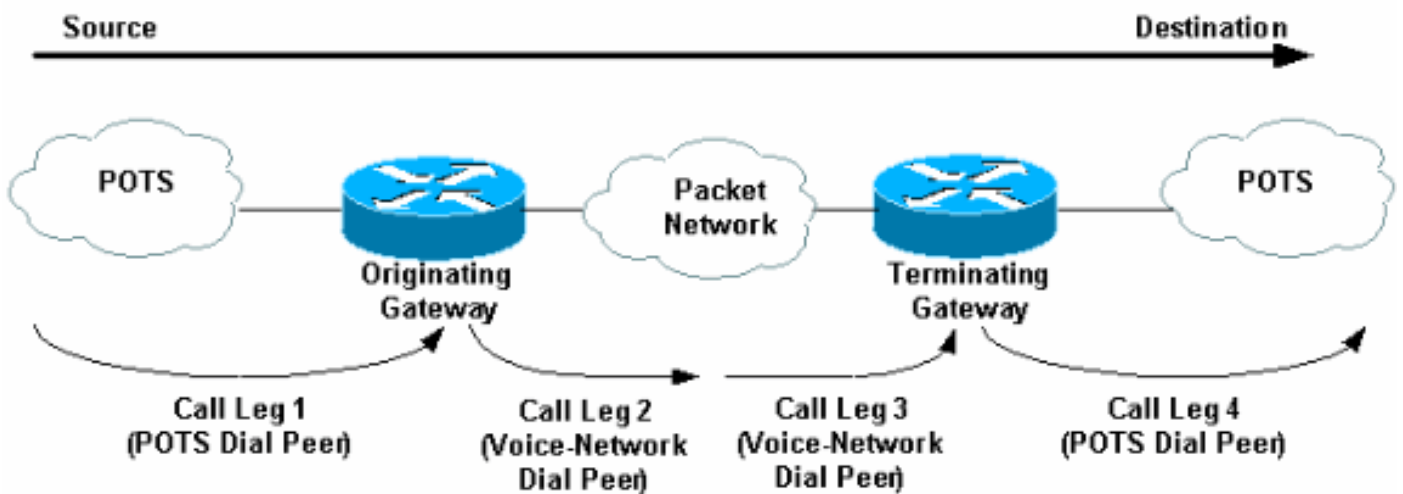 Source
Destination
POTS
Packet
Network
POTS
Originating
Gateway
Terminating
Gateway
Call Leg 1
(POTS Dial Peer)
Call Leg 2
(Voice-Network
Dial Peer)
Call Leg 3
(Voice-Network
Dial Peer)
Call Leg 4
(POTS Dial Peer)